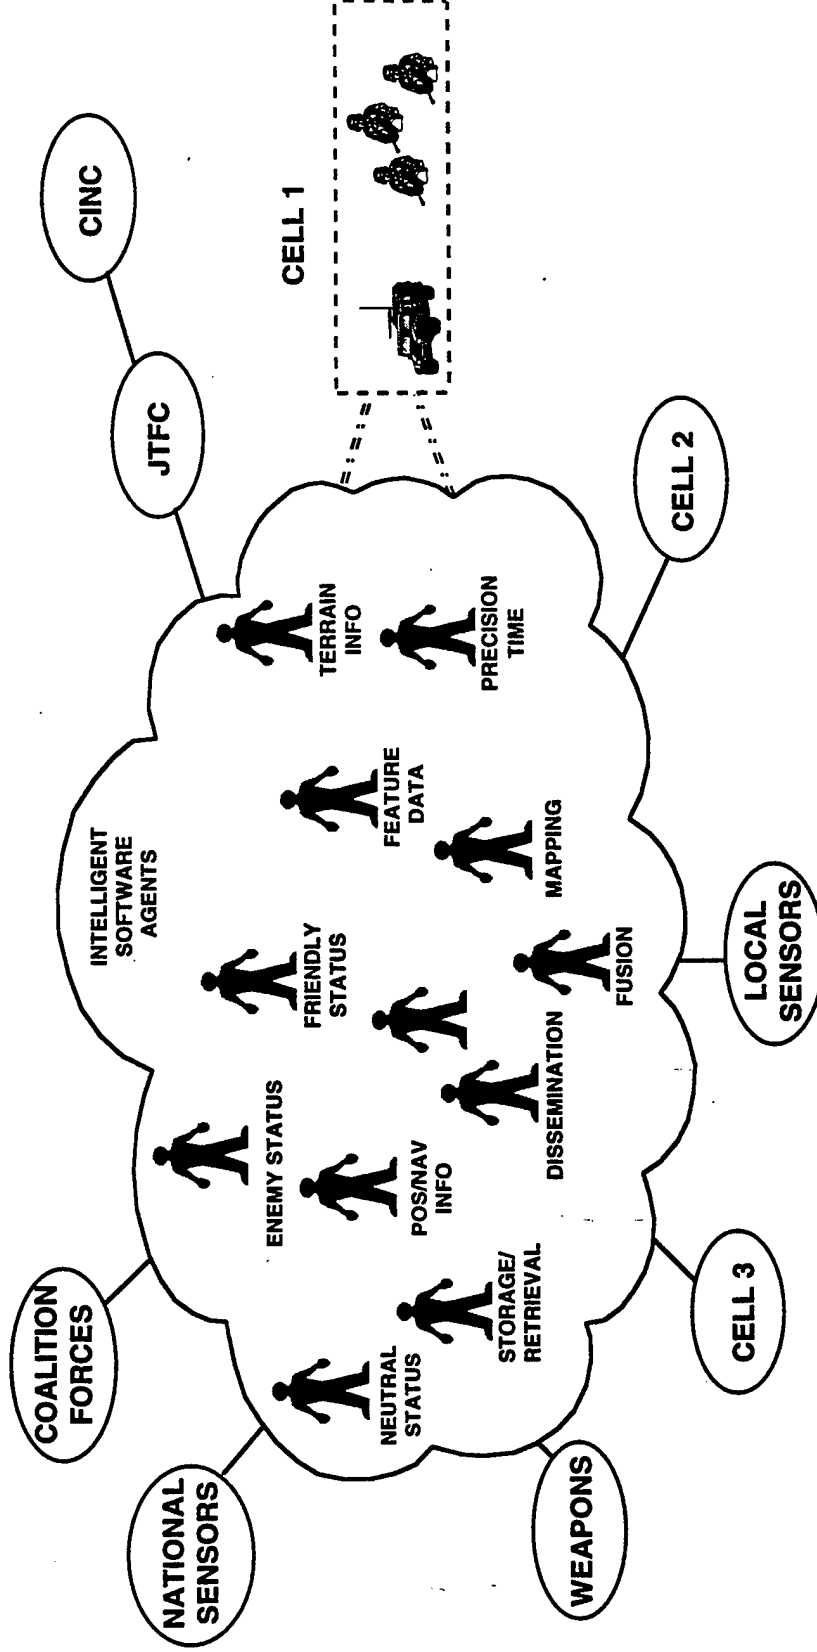 COALITION
FORCES
NATIONAL
SENSORS
INTELLIGENT
SOFTWARE
AGENTS
JTFC
CINC
ENEMY STATUS
FRIENDLY
STATUS
TERRAIN
INFO
NEUTRAL
STATUS
POS/NAV
INFO
FEATURE
DATA
PRECISION
TIME
STORAGE/
RETRIEVAL
DISSEMINATION
MAPPING
FUSION
CELL 1
WEAPONS
CELL 3
LOCAL
SENSORS
CELL 2